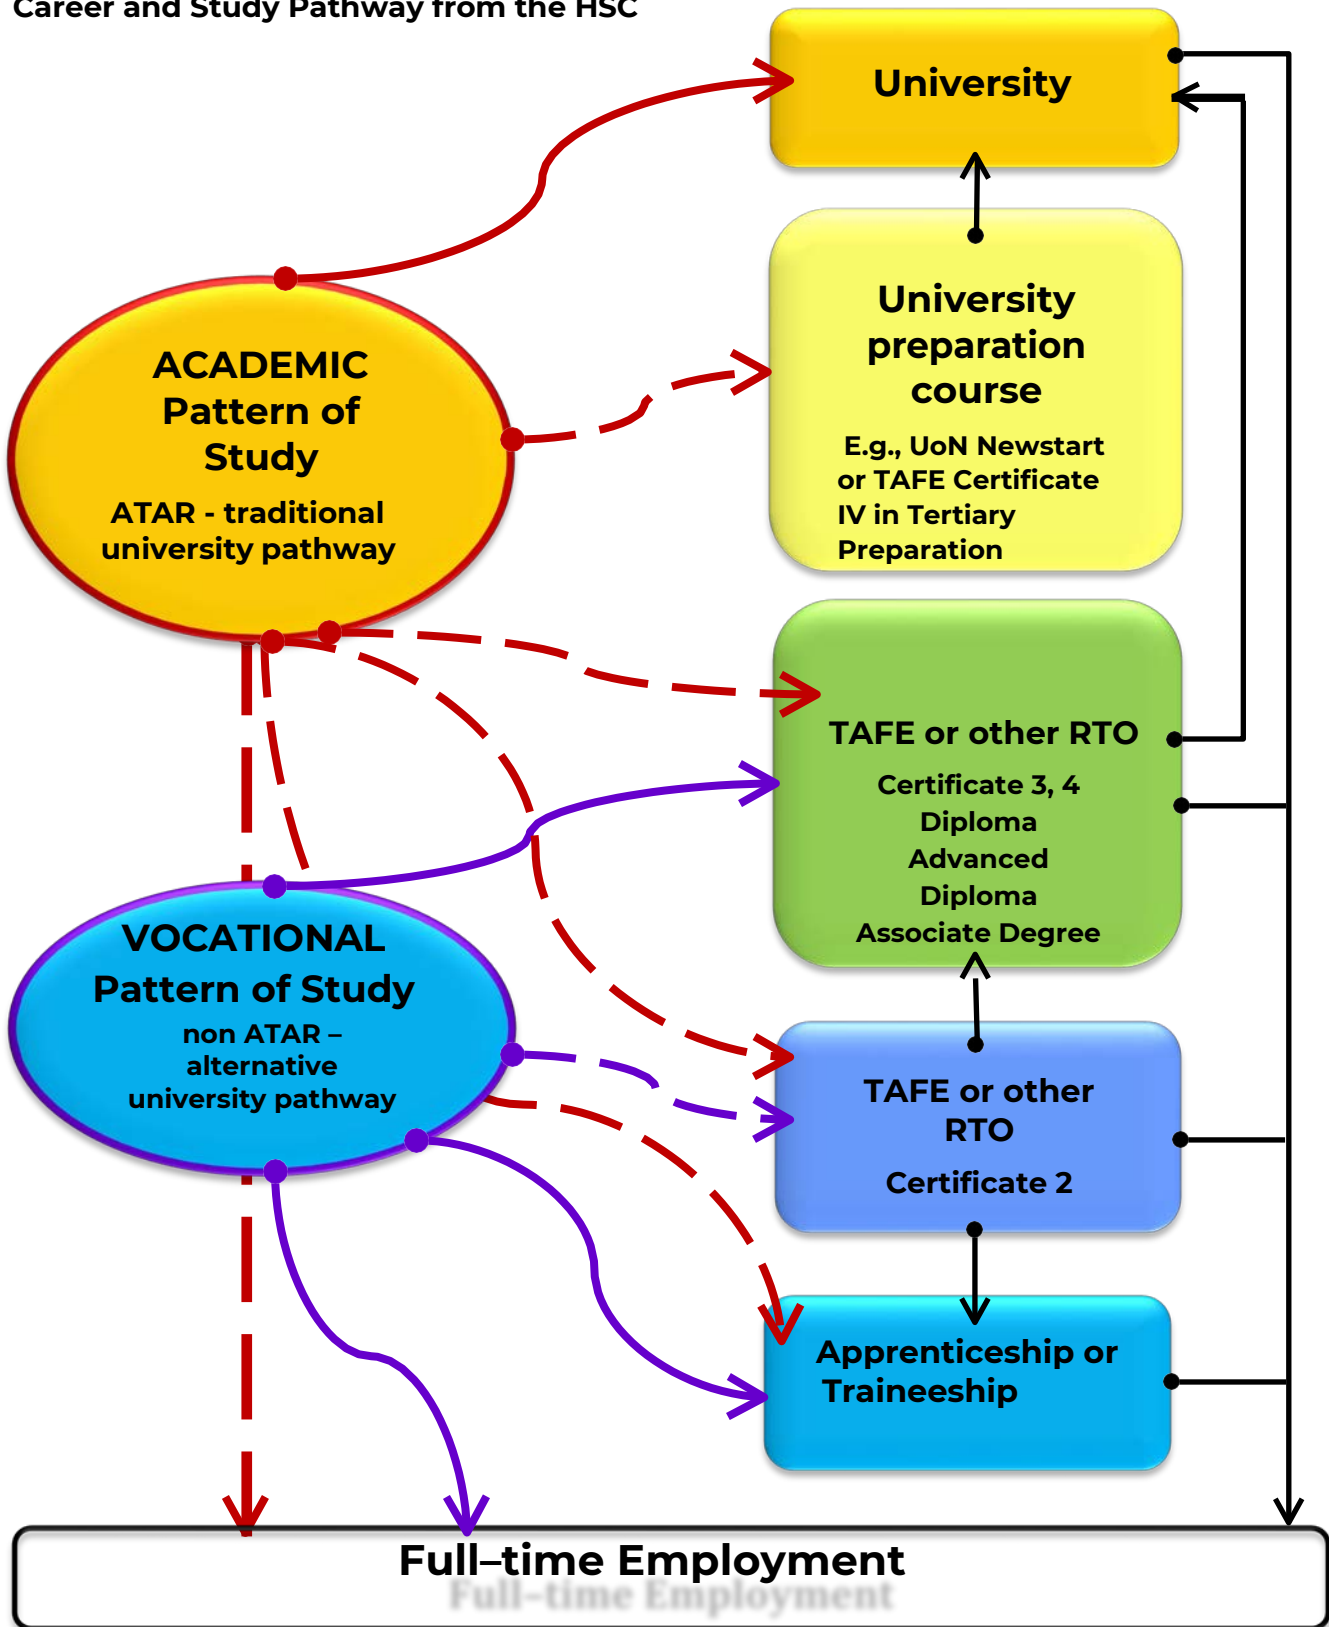 Career and Study Pathway from the HSC
University
University
preparation
course
E.g., UoN Newstart
or TAFE Certificate
IV in Tertiary
Preparation
ACADEMIC
Pattern of
Study
ATAR - traditional
university pathway
TAFE or other RTO
Certificate 3, 4
Diploma
Advanced
Diploma
Associate Degree
VOCATIONAL
Pattern of Study
non ATAR –
alternative
university pathway
TAFE or other
RTO
Certificate 2
Apprenticeship or
Traineeship
Full–time Employment
Full–time Employment